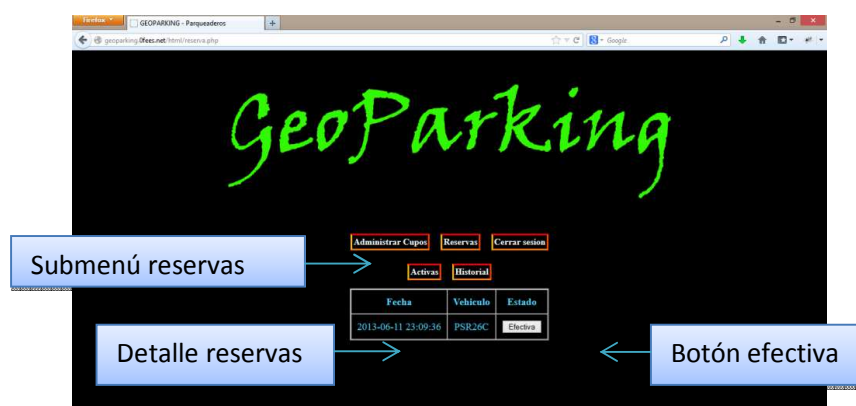 Firefox
GEOPARKING - Parqueaderos
geoparking.0fees.net/html/reserva.php
Google
GeoParking
Administrar Cupos Reservas Cerrar sesion
Submenú reservas
Activas Historial
Fecha Vehiculo Estado
2013-06-11 23:09:36 PSR26C Efectiva
Detalle reservas
Botón efectiva